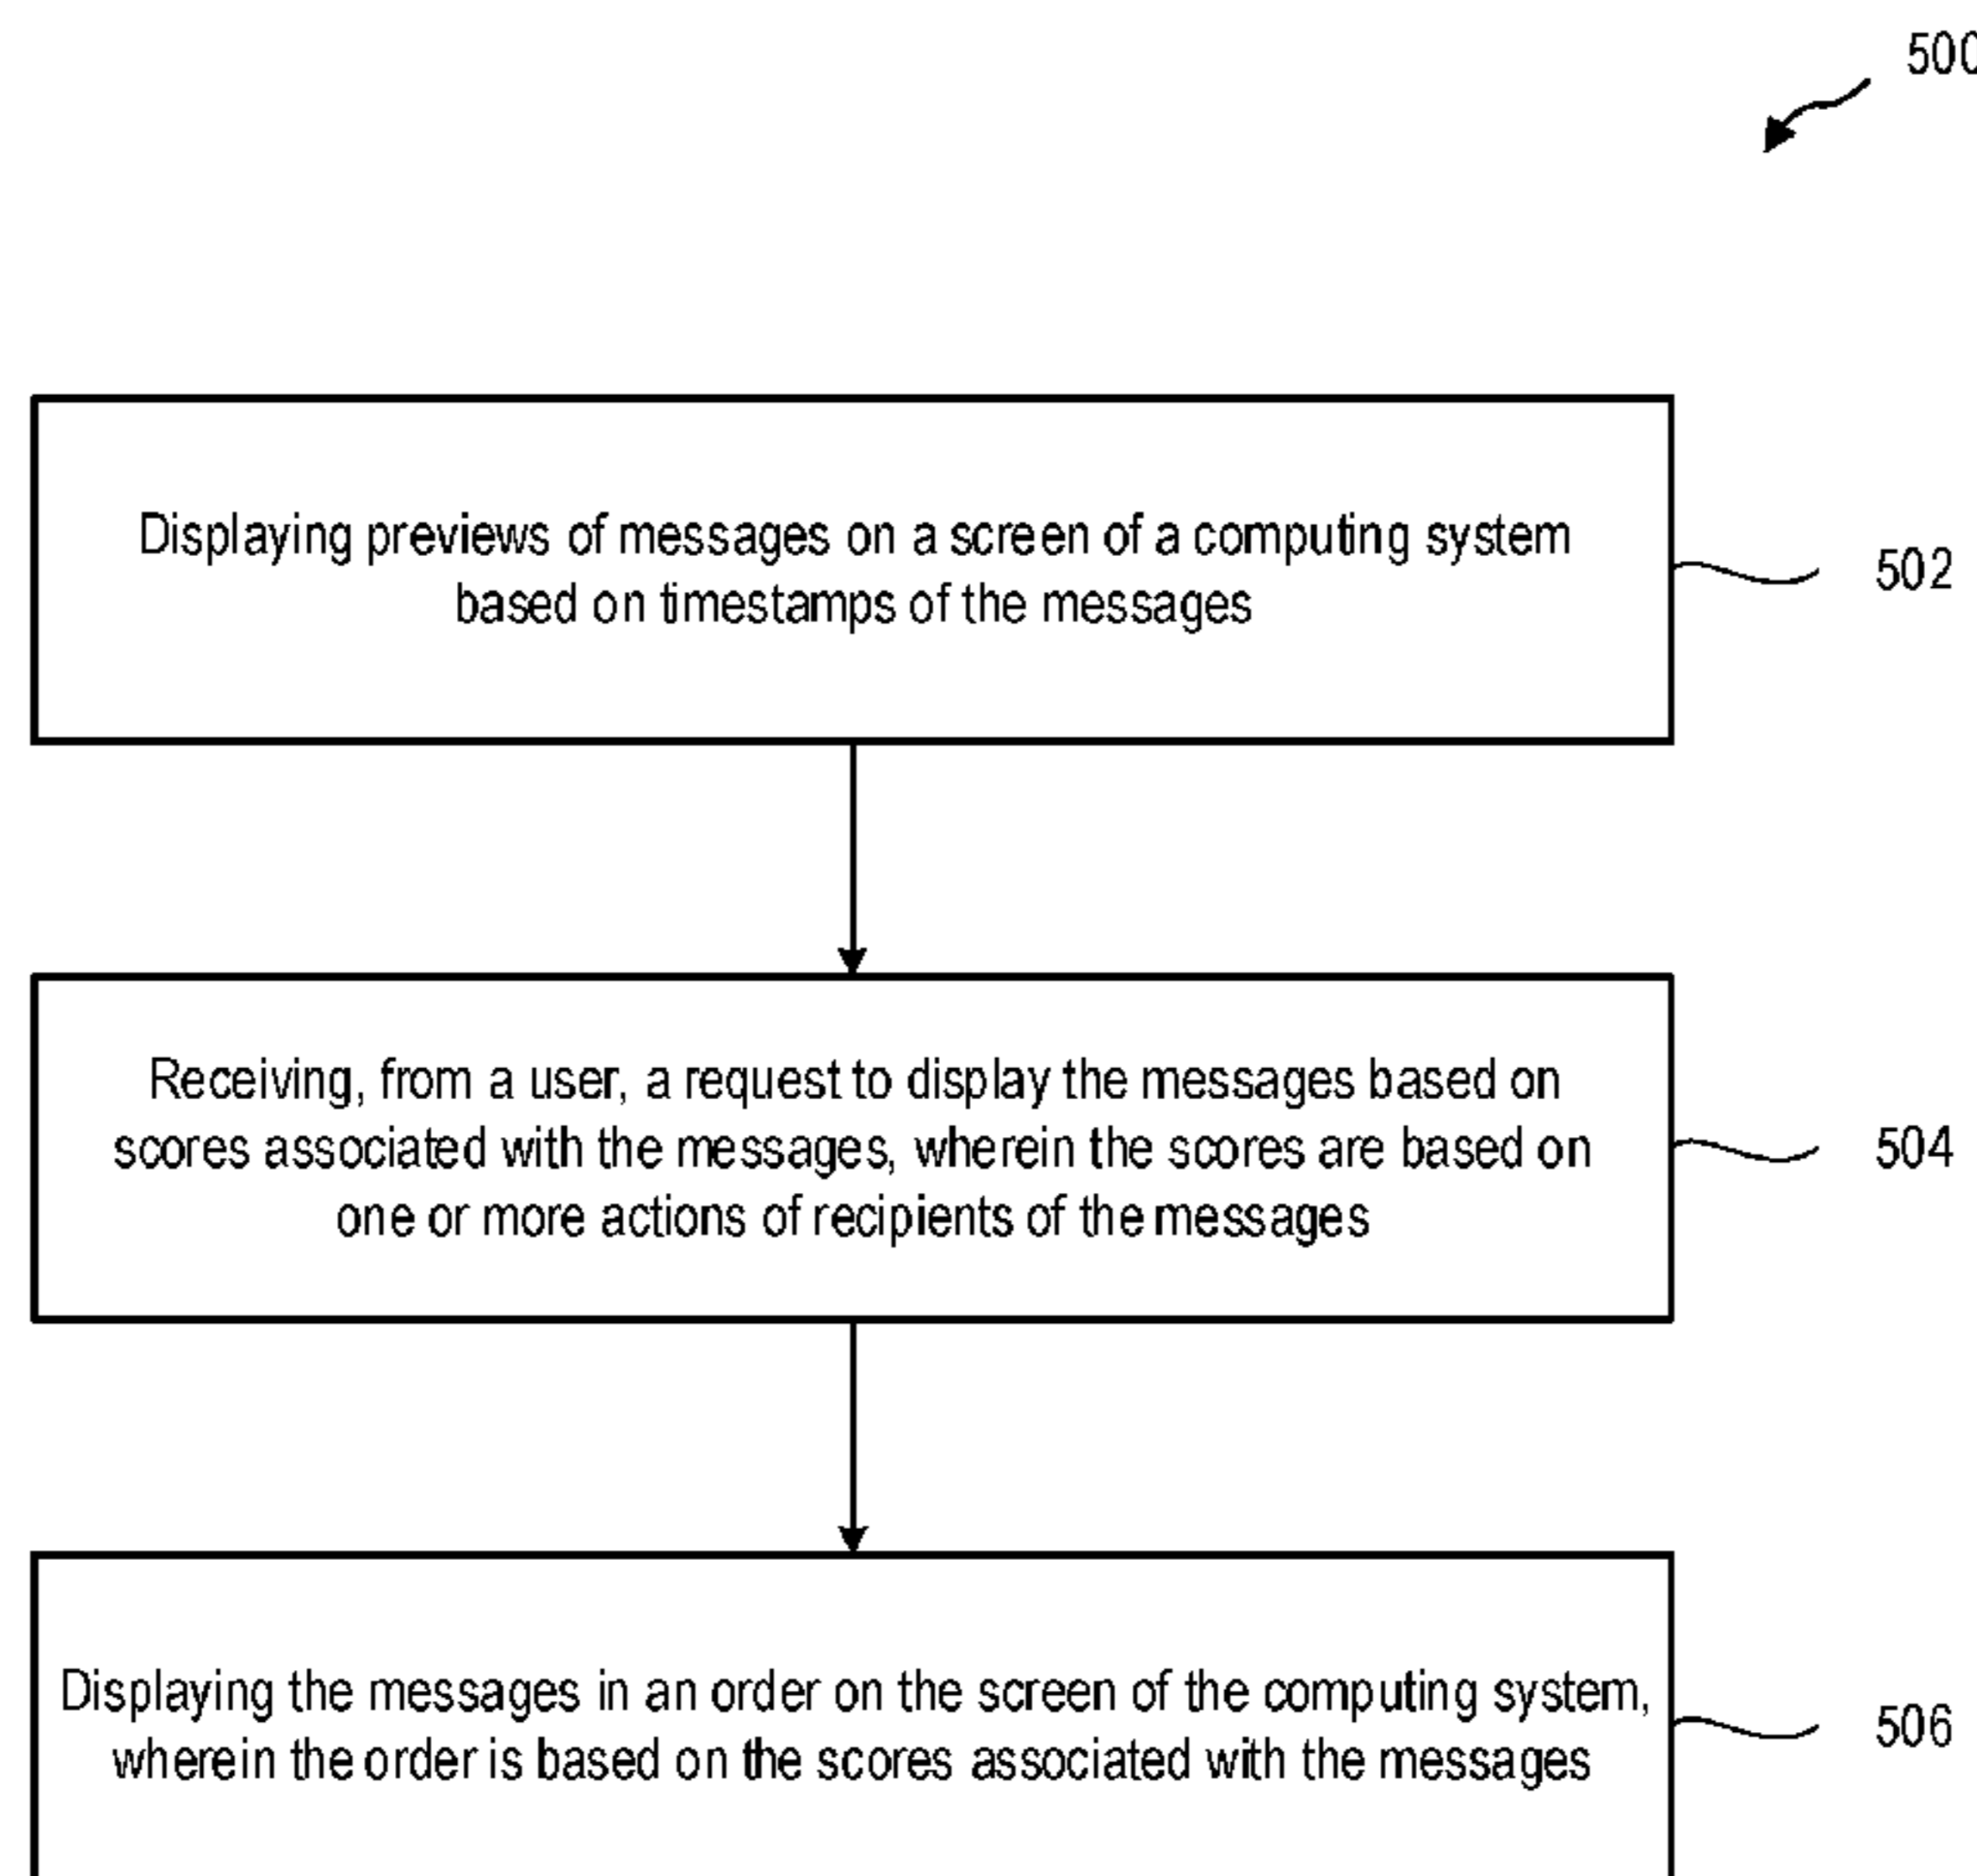 500
Displaying previews of messages on a screen of a computing system
based on timestamps of the messages
502
Receiving, from a user, a request to display the messages based on
scores associated with the messages, wherein the scores are based on
one or more actions of recipients of the messages
504
Displaying the messages in an order on the screen of the computing system,
wherein the order is based on the scores associated with the messages
506